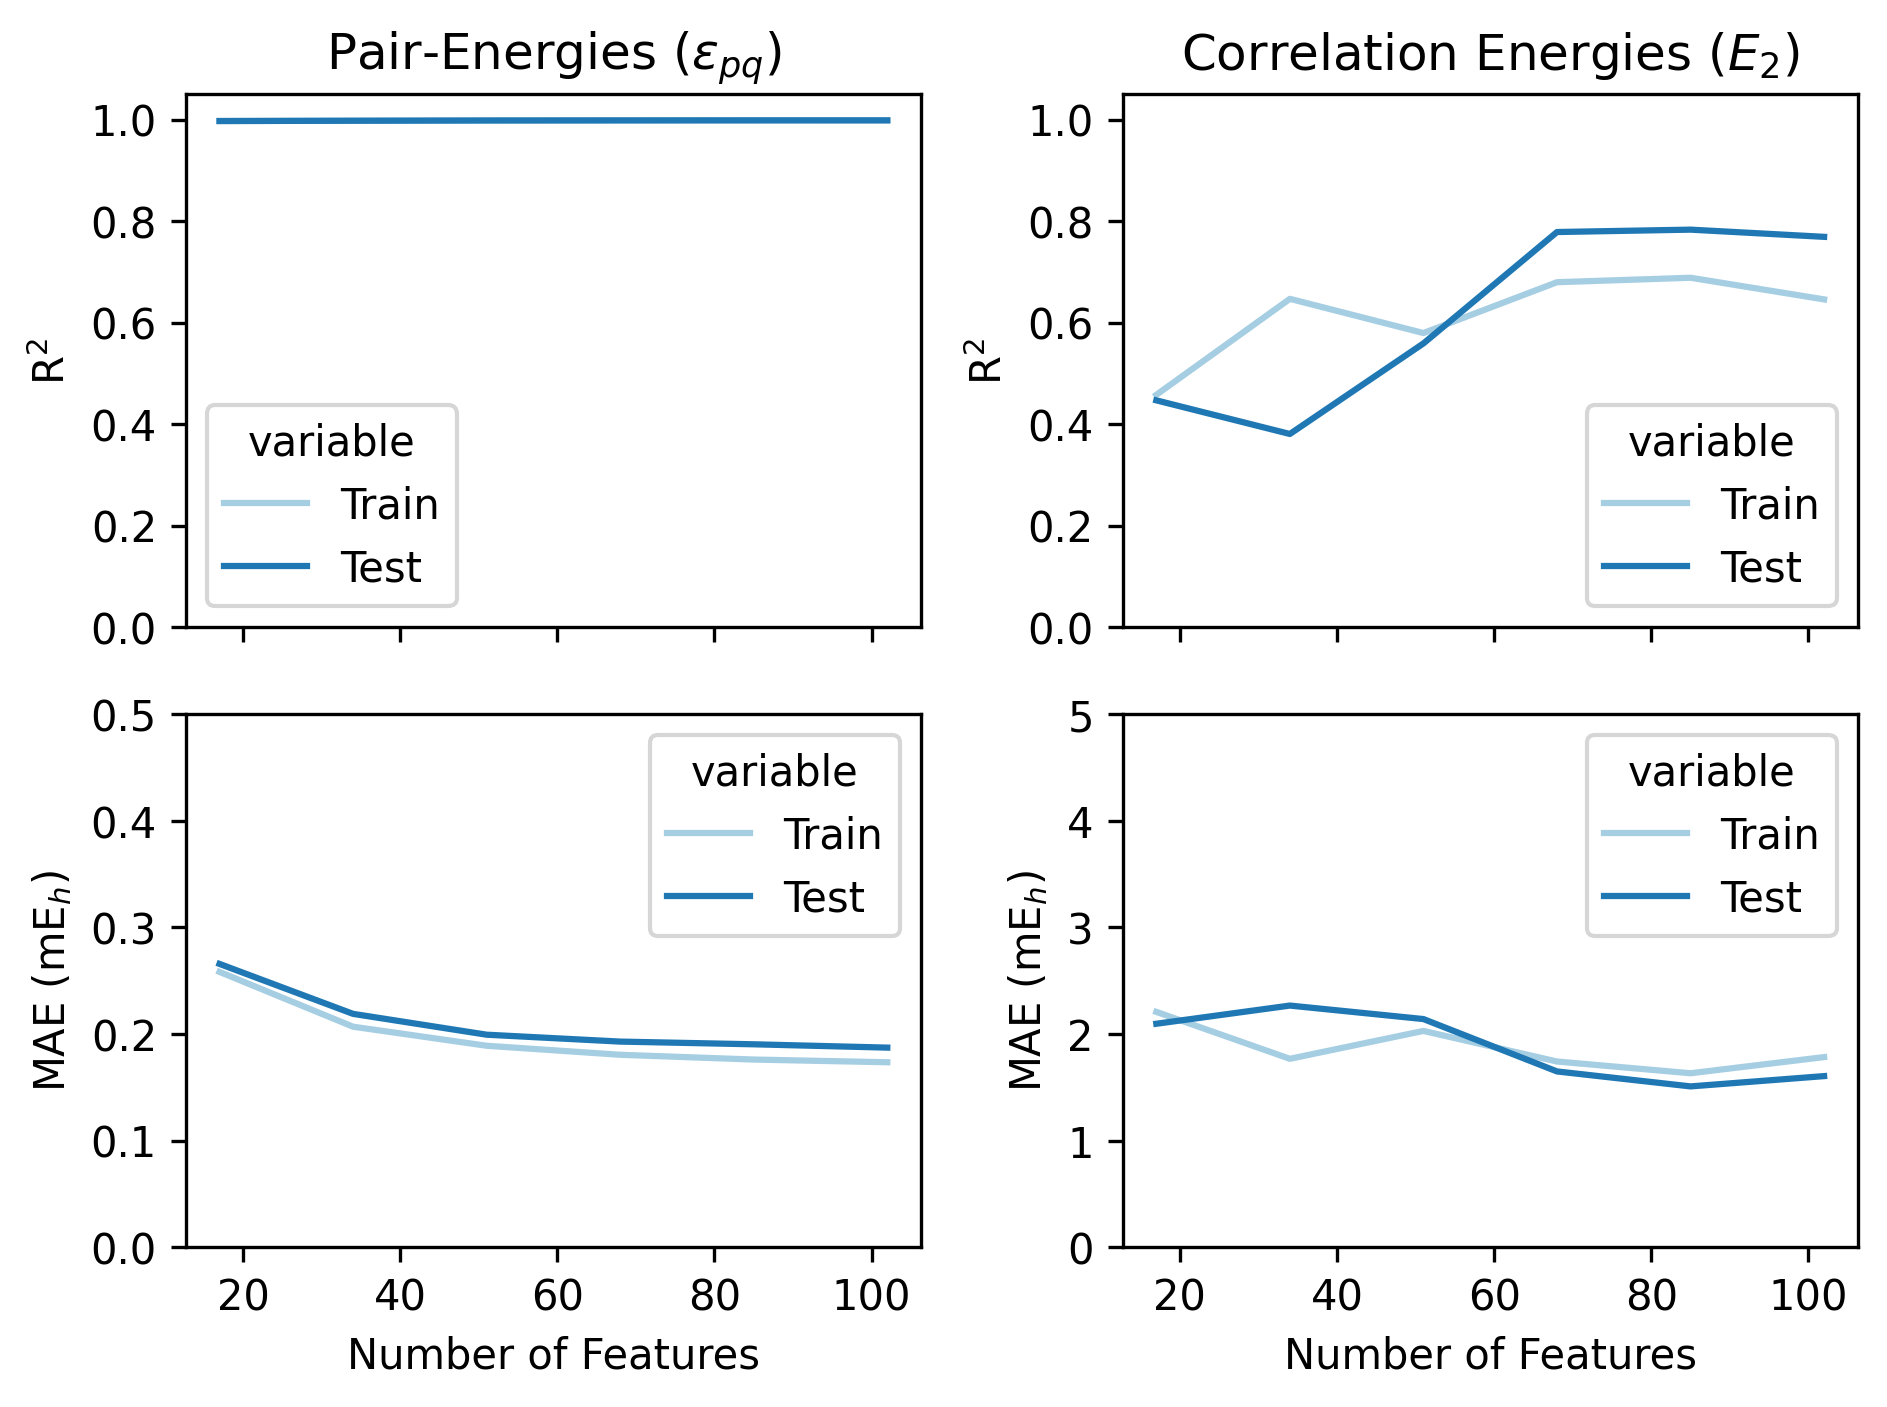 Pair-Energies (ε_pq)
1.0
0.8
0.6
0.4
0.2
0.0
R²
variable
Train
Test
Correlation Energies (E₂)
1.0
0.8
0.6
0.4
0.2
0.0
R²
variable
Train
Test
0.5
0.4
0.3
0.2
0.1
0.0
MAE (mE_h)
variable
Train
Test
20 40 60 80 100
Number of Features
5
4
3
2
1
0
MAE (mE_h)
variable
Train
Test
20 40 60 80 100
Number of Features